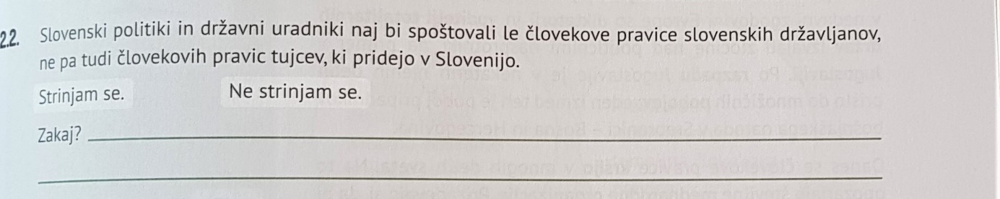 2.2. Slovenski politiki in državni uradniki naj bi spoštovali le človekove pravice slovenskih državljanov,
ne pa tudi človekovih pravic tujcev, ki pridejo v Slovenijo.
Strinjam se. Ne strinjam se.
Zakaj?